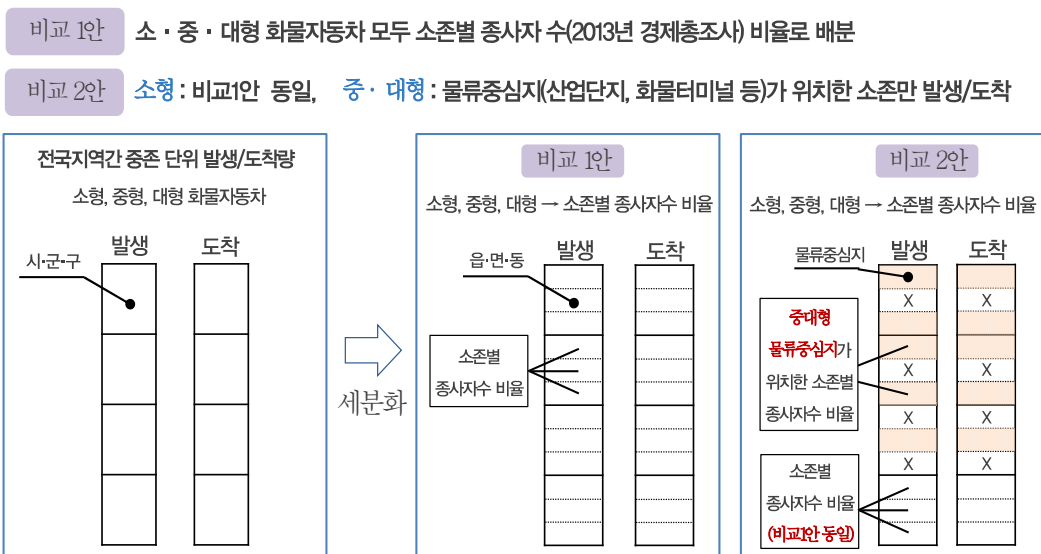 비교 1안 소 · 중 · 대형 화물자동차 모두 소존별 종사자 수(2013년 경제총조사) 비율로 배분
비교 2안 소형 : 비교1안 동일, 중 · 대형 : 물류중심지(산업단지, 화물터미널 등)가 위치한 소존만 발생/도착
전국지역간 중존 단위 발생/도착량
소형, 중형, 대형 화물자동차
발생 도착
시·군·구
세분화
비교 1안
소형, 중형, 대형 → 소존별 종사자수 비율
발생 도착
읍·면·동
소존별
종사자수 비율
비교 2안
소형, 중형, 대형 → 소존별 종사자수 비율
발생 도착
물류중심지
X X
중대형
물류중심지가
위치한 소존별
종사자수 비율
X X
X X
X X
소존별
종사자수 비율
(비교1안 동일)